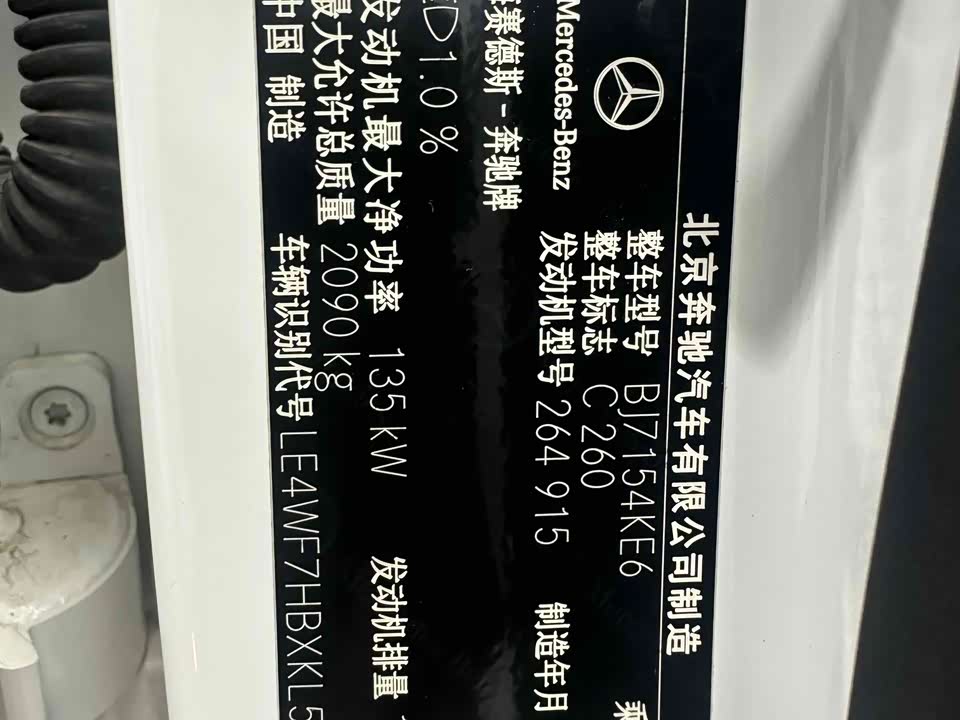 北京奔驰汽车有限公司制造
整车型号 BJ7154KE6
整车标志 C260
发动机型号 264 915 制造年月
Mercedes-Benz
赛德斯-奔驰牌
1.0 %
发动机最大净功率 135 kW 发动机排量
最大允许总质量 2090 kg
中国 制造 车辆识别代号 LE4WF7HBXKL5